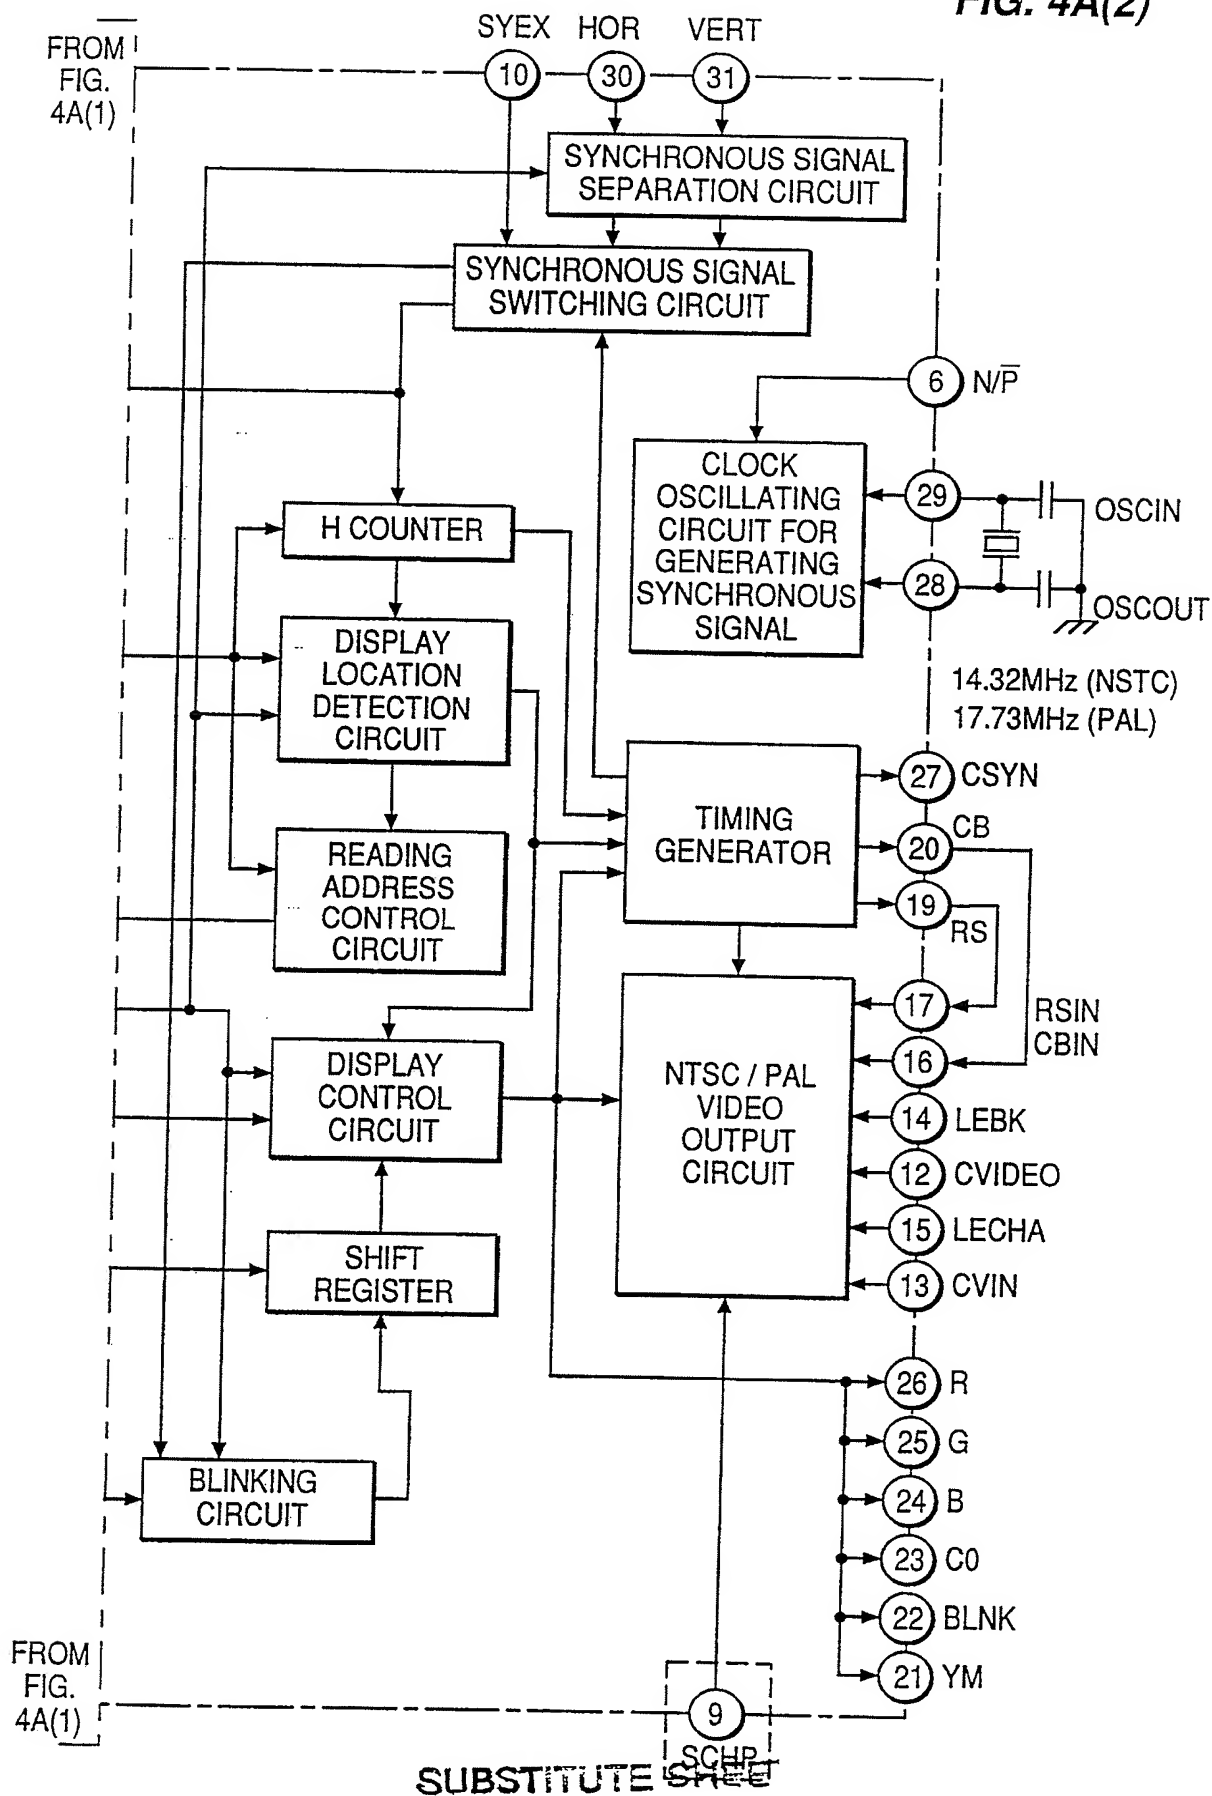 FIG. 4A(2)
SYEX HOR VERT
FROM
FIG.
4A(1)
10 30 31
SYNCHRONOUS SIGNAL
SEPARATION CIRCUIT
SYNCHRONOUS SIGNAL
SWITCHING CIRCUIT
6 N/P̅
CLOCK
OSCILLATING
CIRCUIT FOR
GENERATING
SYNCHRONOUS
SIGNAL
29
OSCIN
28
OSCOUT
14.32MHz (NSTC)
17.73MHz (PAL)
H COUNTER
DISPLAY
LOCATION
DETECTION
CIRCUIT
READING
ADDRESS
CONTROL
CIRCUIT
TIMING
GENERATOR
27 CSYN
20 CB
19 RS
17 RSIN
16 CBIN
14 LEBK
12 CVIDEO
15 LECHA
13 CVIN
DISPLAY
CONTROL
CIRCUIT
NTSC / PAL
VIDEO
OUTPUT
CIRCUIT
SHIFT
REGISTER
BLINKING
CIRCUIT
26 R
25 G
24 B
23 C0
22 BLNK
21 YM
FROM
FIG.
4A(1)
9
SCHP
SUBSTITUTE SHEE